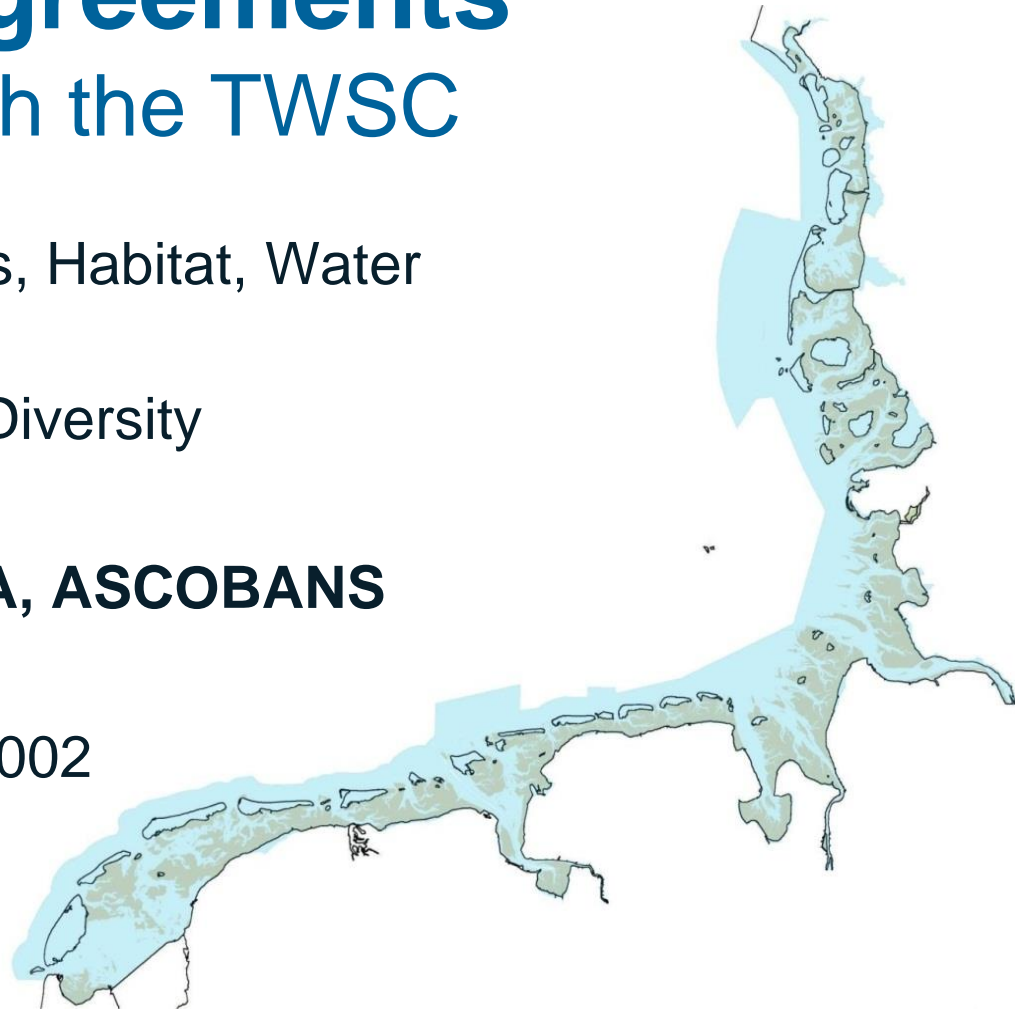 greements
h the TWSC
s, Habitat, Water
Diversity
A, ASCOBANS
002